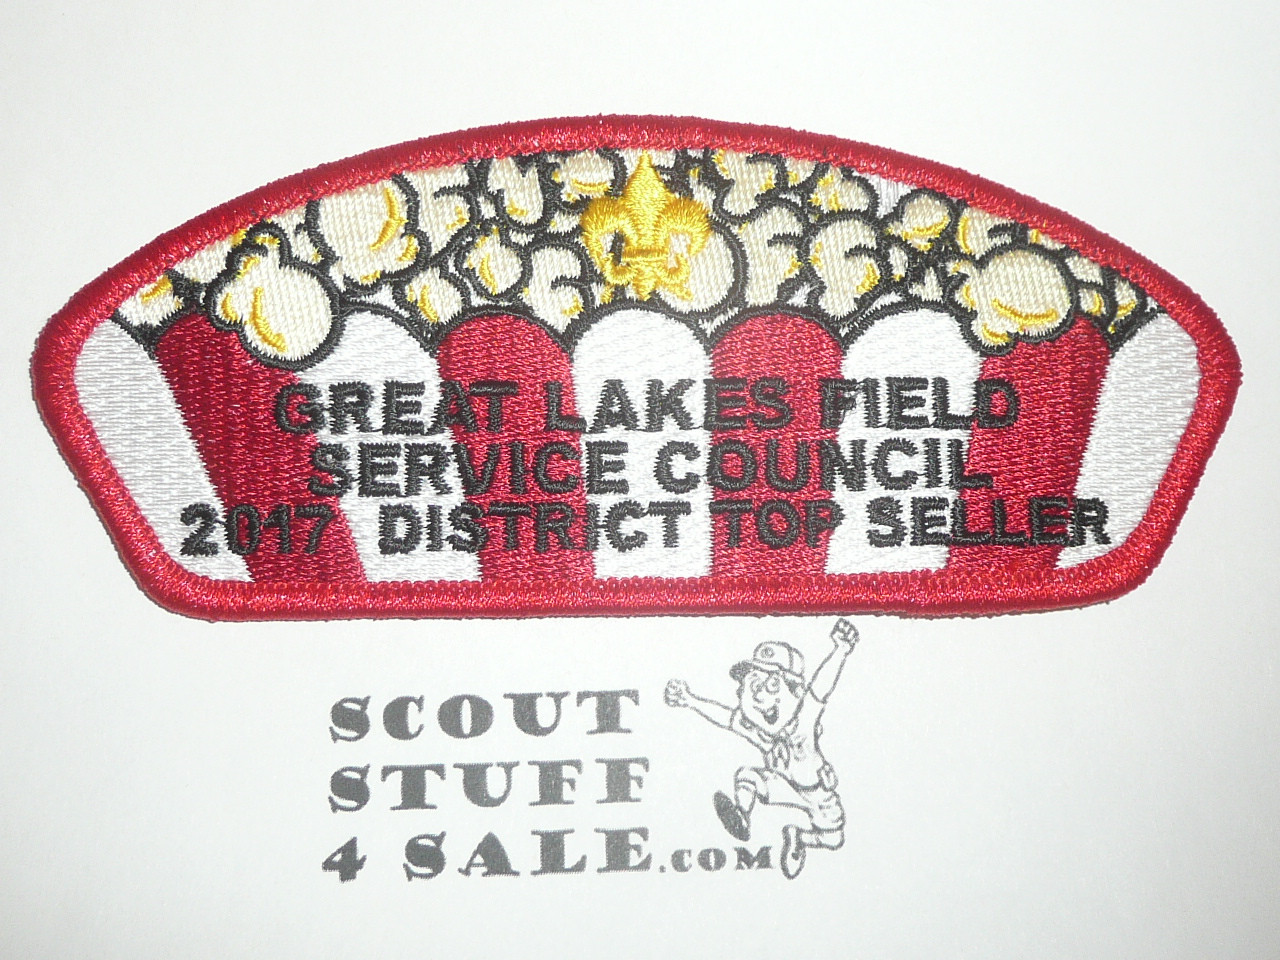 GREAT LAKES FIELD
SERVICE COUNCIL
2017 DISTRICT TOP SELLER
SCOUT
STUFF
4 SALE.COM